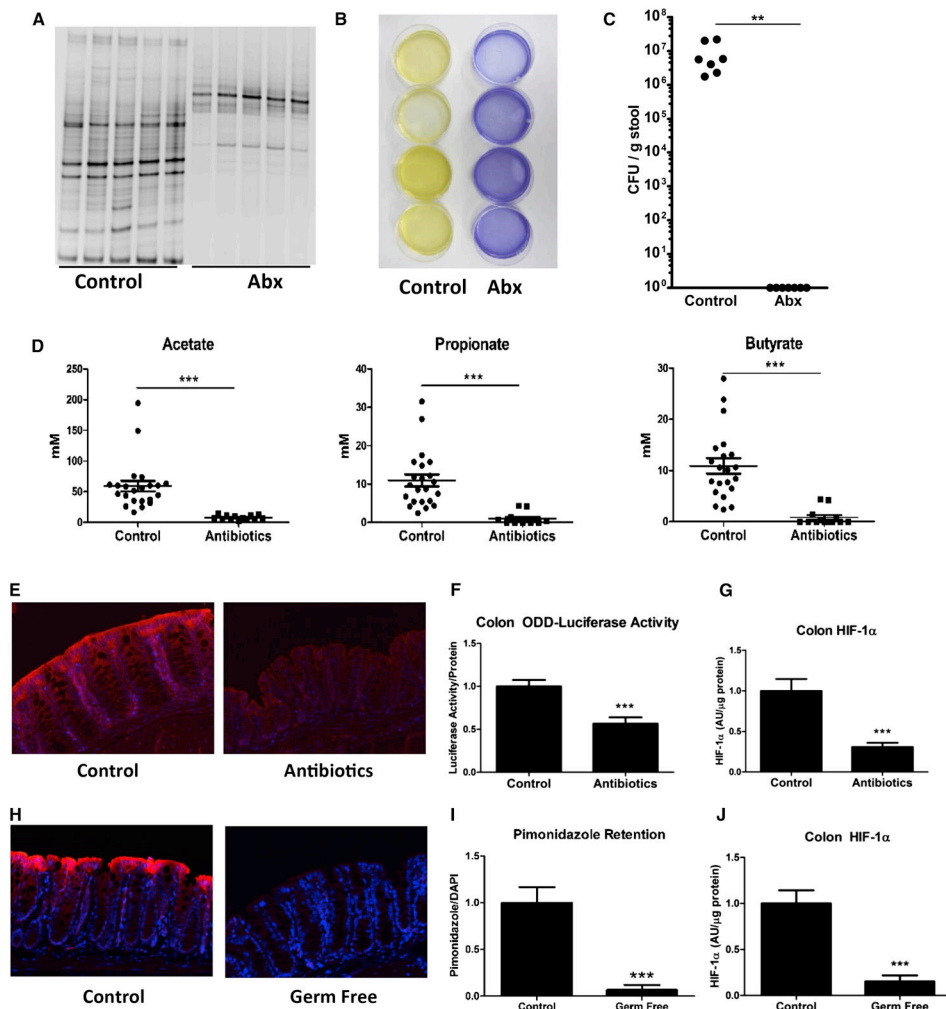 A
Control
Abx
B
Control Abx
C
**
CFU / g stool
10^8
10^7
10^6
10^5
10^4
10^3
10^2
10^1
10^0
Control Abx
D
Acetate
***
mM
250
200
150
100
50
0
Control Antibiotics
Propionate
***
mM
40
30
20
10
0
Control Antibiotics
Butyrate
***
mM
30
20
10
0
Control Antibiotics
E
Control Antibiotics
F
Colon ODD-Luciferase Activity
Luciferase Activity/Protein
1.5
1.0
0.5
0.0
***
Control Antibiotics
G
Colon HIF-1α
HIF-1α (AU/μg protein)
1.5
1.0
0.5
0.0
***
Control Antibiotics
H
Control Germ Free
I
Pimonidazole Retention
Pimonidazole/DAPI
1.5
1.0
0.5
0.0
***
Control Germ Free
J
Colon HIF-1α
HIF-1α (AU/μg protein)
1.5
1.0
0.5
0.0
***
Control Germ Free